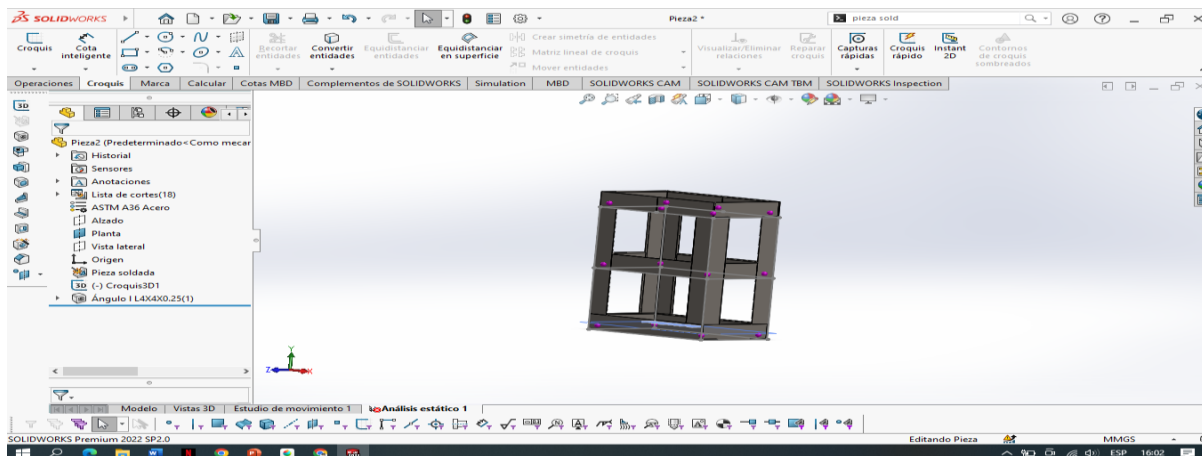 SOLIDWORKS
Pieza2 *
pieza sold
Croquis
Cota inteligente
Recortar entidades
Convertir entidades
Equidistanciar entidades
Equidistanciar en superficie
Crear simetría de entidades
Matriz lineal de croquis
Mover entidades
Visualizar/Eliminar relaciones
Reparar croquis
Capturas rápidas
Croquis rápido
Instant 2D
Contornos de croquis sombreados
Operaciones Croquis Marca Calcular Cotas MBD Complementos de SOLIDWORKS Simulation MBD SOLIDWORKS CAM SOLIDWORKS CAM TBM SOLIDWORKS Inspection
Pieza2 (Predeterminado<Como mecar
Historial
Sensores
Anotaciones
Lista de cortes(18)
ASTM A36 Acero
Alzado
Planta
Vista lateral
Origen
Pieza soldada
3D (-) Croquis3D1
Ángulo I L4X4X0.25(1)
Y
Z
X
Modelo Vistas 3D Estudio de movimiento 1 Análisis estático 1
SOLIDWORKS Premium 2022 SP2.0
Editando Pieza
MMGS
ESP 16:02